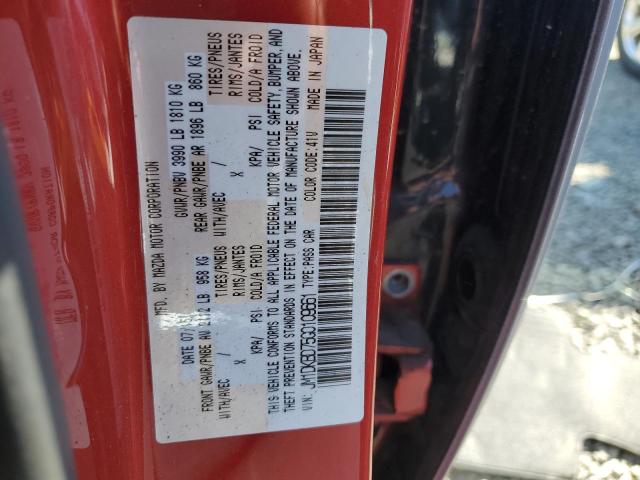 MFD. BY MAZDA MOTOR CORPORATION
DATE 07/ GVWR/PNBV 3990 LB 1810 KG
FRONT GAWR/PNBE AV 2112 LB 958 KG REAR GAWR/PNBE AR 1896 LB 860 KG
WITH/AVEC / TIRES/PNEUS WITH/AVEC / TIRES/PNEUS
X RIMS/JANTES X RIMS/JANTES
KPA/ PSI COLD/A FROID KPA/ PSI COLD/A FROID
THIS VEHICLE CONFORMS TO ALL APPLICABLE FEDERAL MOTOR VEHICLE SAFETY, BUMPER, AND
THEFT PREVENTION STANDARDS IN EFFECT ON THE DATE OF MANUFACTURE SHOWN ABOVE.
VIN: TYPE:PASS CAR COLOR CODE:41V MADE IN JAPAN